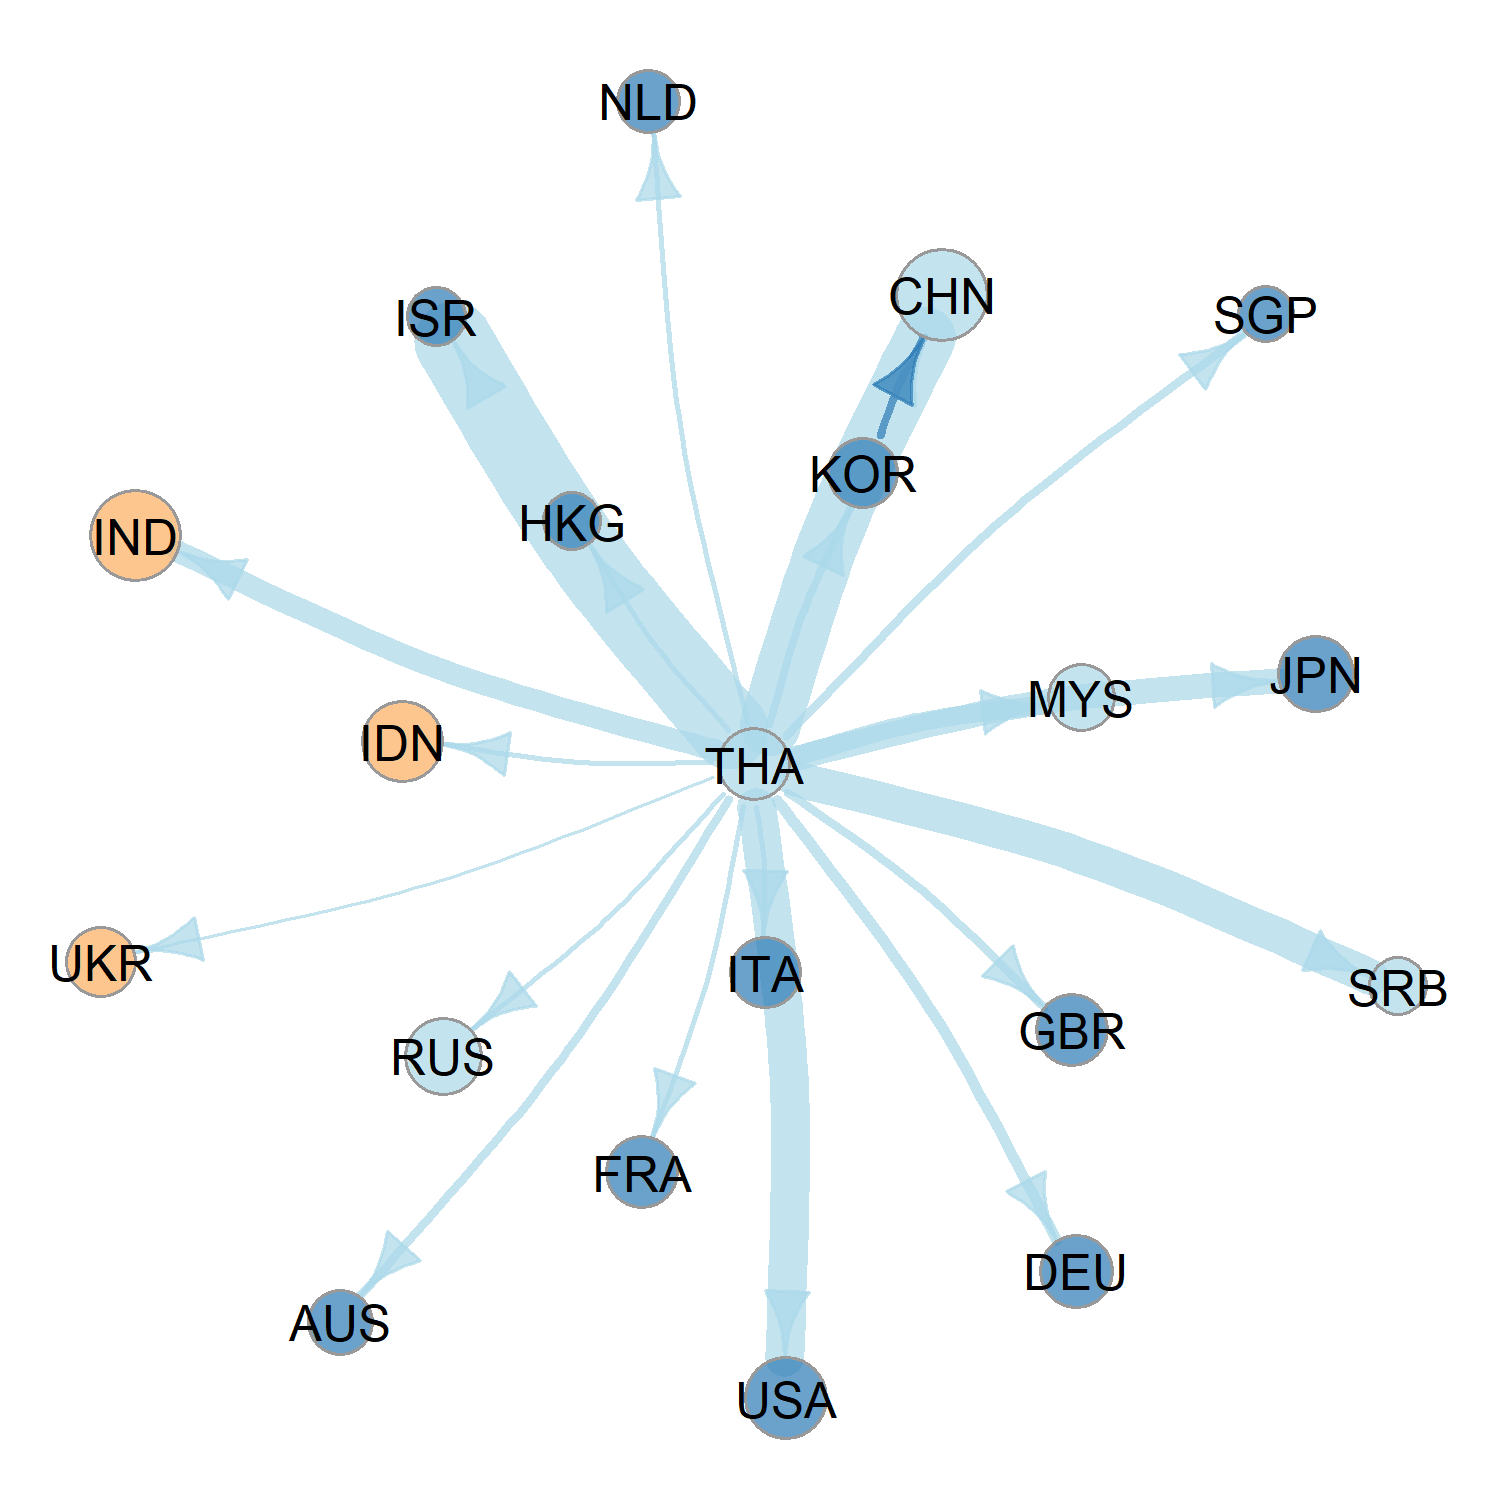 NLD
CHN
ISR
SGP
KOR
HKG
IND
JPN
MYS
IDN
THA
UKR
ITA
SRB
GBR
RUS
FRA
DEU
AUS
USA